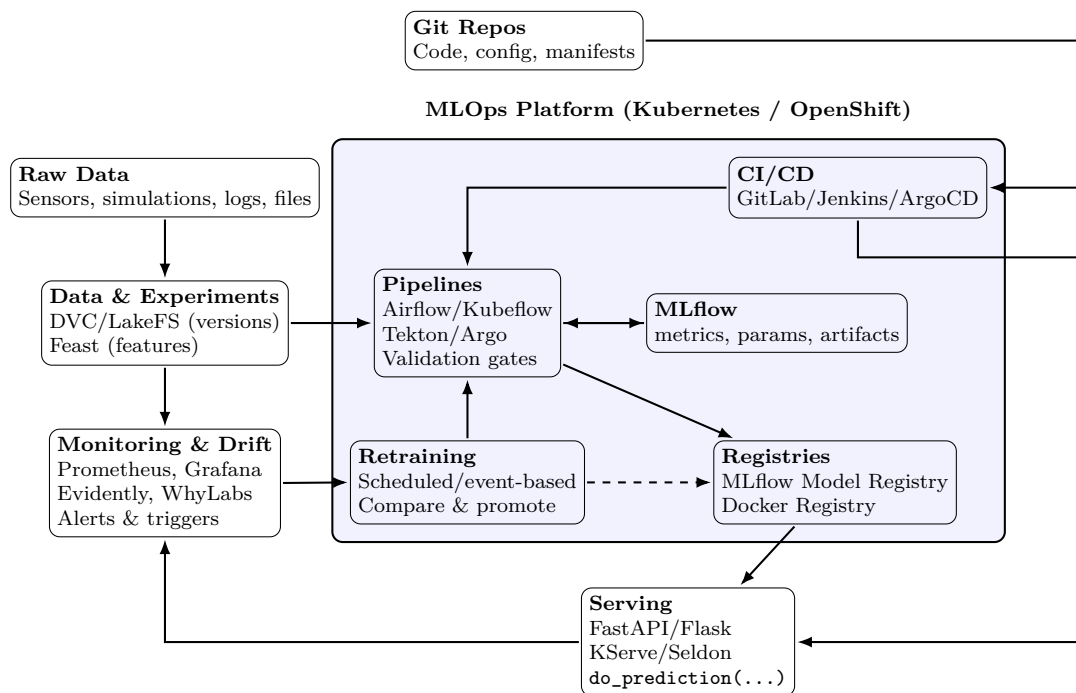 Git Repos
Code, config, manifests
MLOps Platform (Kubernetes / OpenShift)
Raw Data
Sensors, simulations, logs, files
CI/CD
GitLab/Jenkins/ArgoCD
Data & Experiments
DVC/LakeFS (versions)
Feast (features)
Pipelines
Airflow/Kubeflow
Tekton/Argo
Validation gates
MLflow
metrics, params, artifacts
Monitoring & Drift
Prometheus, Grafana
Evidently, WhyLabs
Alerts & triggers
Retraining
Scheduled/event-based
Compare & promote
Registries
MLflow Model Registry
Docker Registry
Serving
FastAPI/Flask
KServe/Seldon
do_prediction(...)